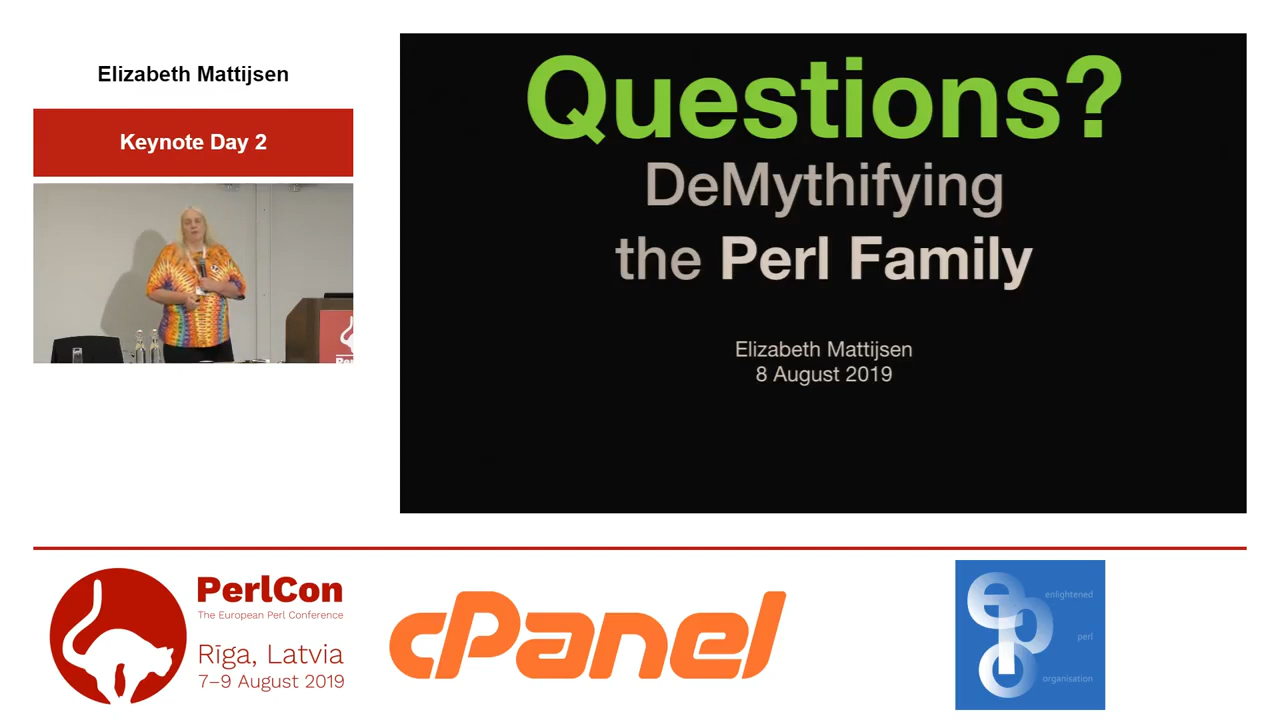 Elizabeth Mattijsen
Keynote Day 2
Questions?
DeMythifying
the Perl Family
Elizabeth Mattijsen
8 August 2019
PerlCon
The European Perl Conference
Rīga, Latvia
7–9 August 2019
cPanel
epo
enlightened
perl
organisation